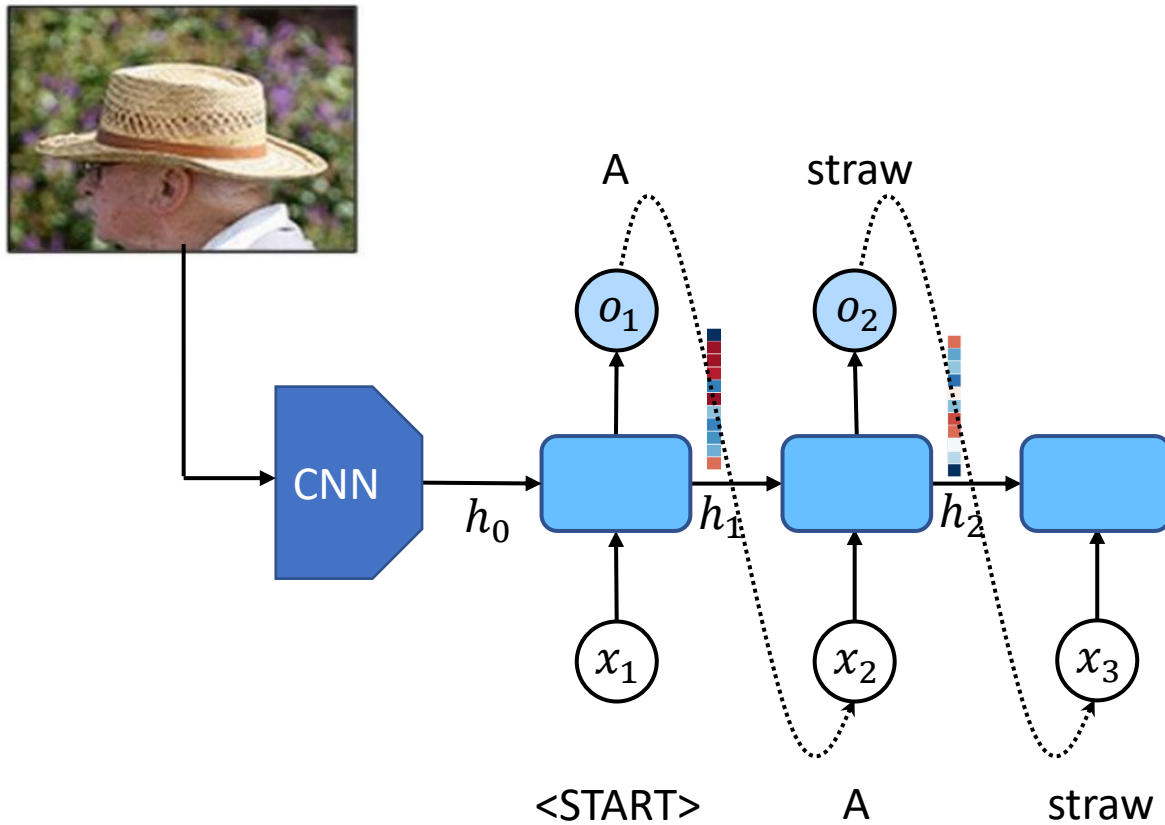 A straw
o₁ o₂
CNN
h₀ h₁ h₂
x₁ x₂ x₃
<START> A straw